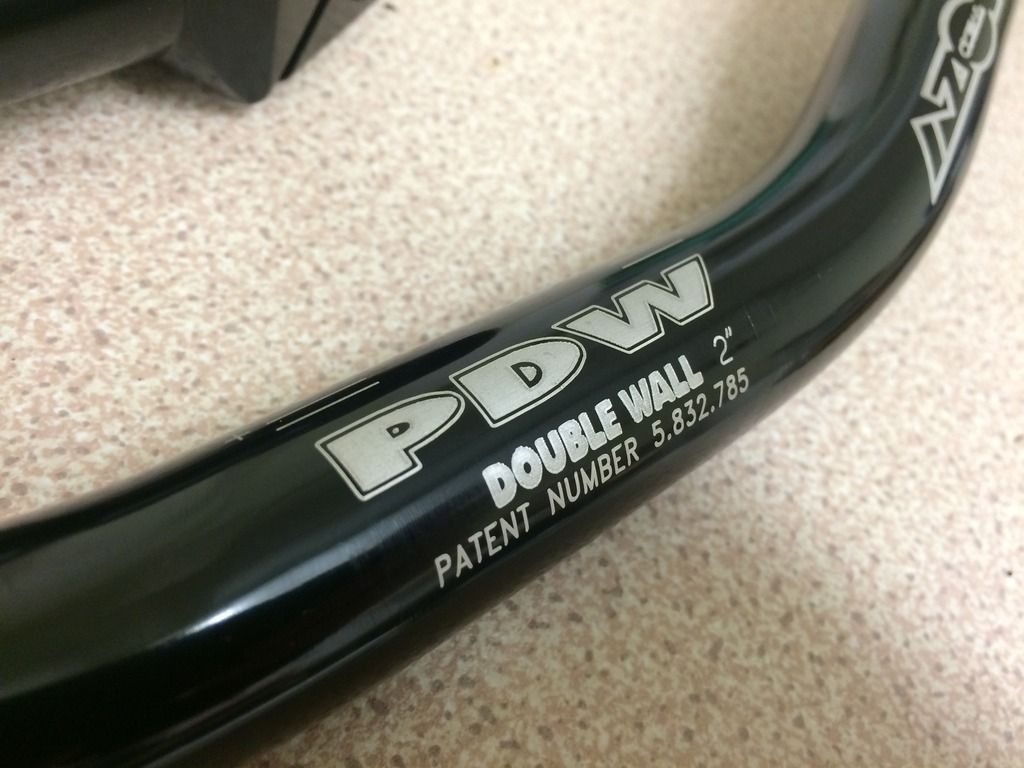 PDW
DOUBLE WALL 2"
PATENT NUMBER 5.832.785